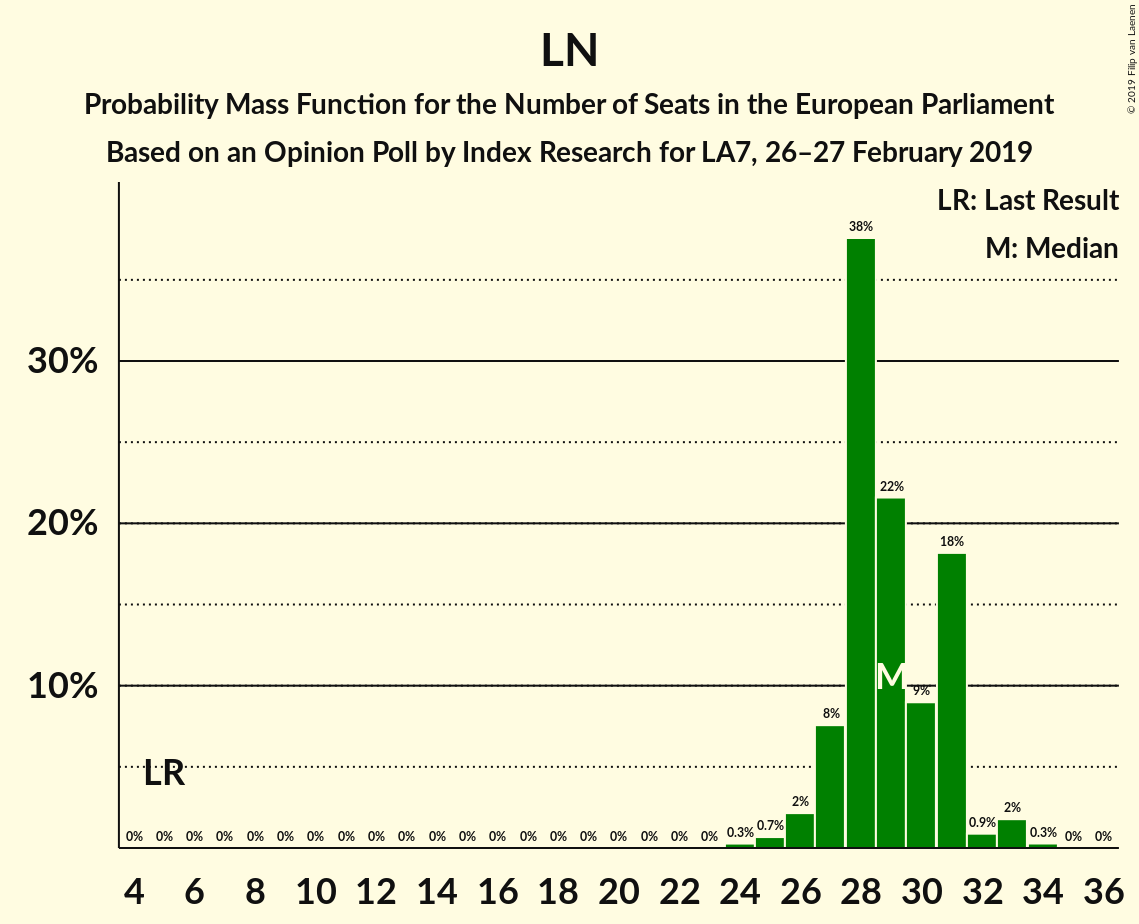 LN
Probability Mass Function for the Number of Seats in the European Parliament
Based on an Opinion Poll by Index Research for LA7, 26–27 February 2019
© 2019 Filip van Laenen
LR: Last Result
M: Median
38%
30%
22%
20%
18%
M
10%
9%
8%
LR
2%
2%
0% 0% 0% 0% 0% 0% 0% 0% 0% 0% 0% 0% 0% 0% 0% 0% 0% 0% 0% 0% 0.3% 0.7% 0.9% 0.3% 0% 0%
4 6 8 10 12 14 16 18 20 22 24 26 28 30 32 34 36